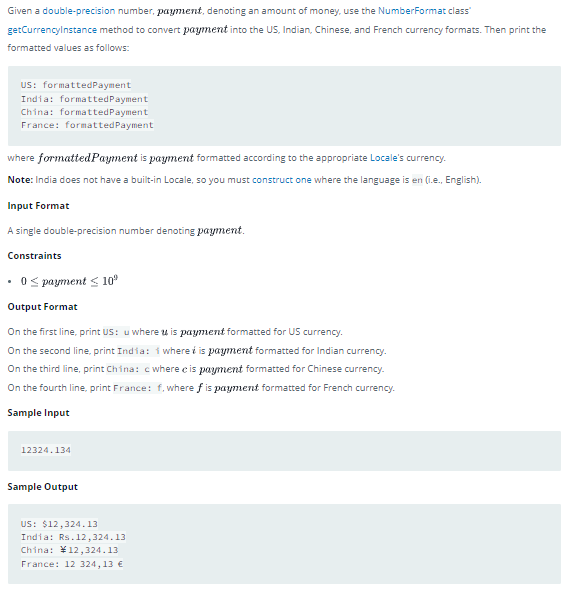 Given a double-precision number, payment, denoting an amount of money, use the NumberFormat class'
getCurrencyInstance method to convert payment into the US, Indian, Chinese, and French currency formats. Then print the
formatted values as follows:
US: formattedPayment
India: formattedPayment
China: formattedPayment
France: formattedPayment
where formattedPayment is payment formatted according to the appropriate Locale's currency.
Note: India does not have a built-in Locale, so you must construct one where the language is en (i.e., English).
Input Format
A single double-precision number denoting payment.
Constraints
• 0 ≤ payment ≤ 10⁹
Output Format
On the first line, print US: u where u is payment formatted for US currency.
On the second line, print India: i where i is payment formatted for Indian currency.
On the third line, print China: c where c is payment formatted for Chinese currency.
On the fourth line, print France: f, where f is payment formatted for French currency.
Sample Input
12324.134
Sample Output
US: $12,324.13
India: Rs.12,324.13
China: ¥12,324.13
France: 12 324,13 €